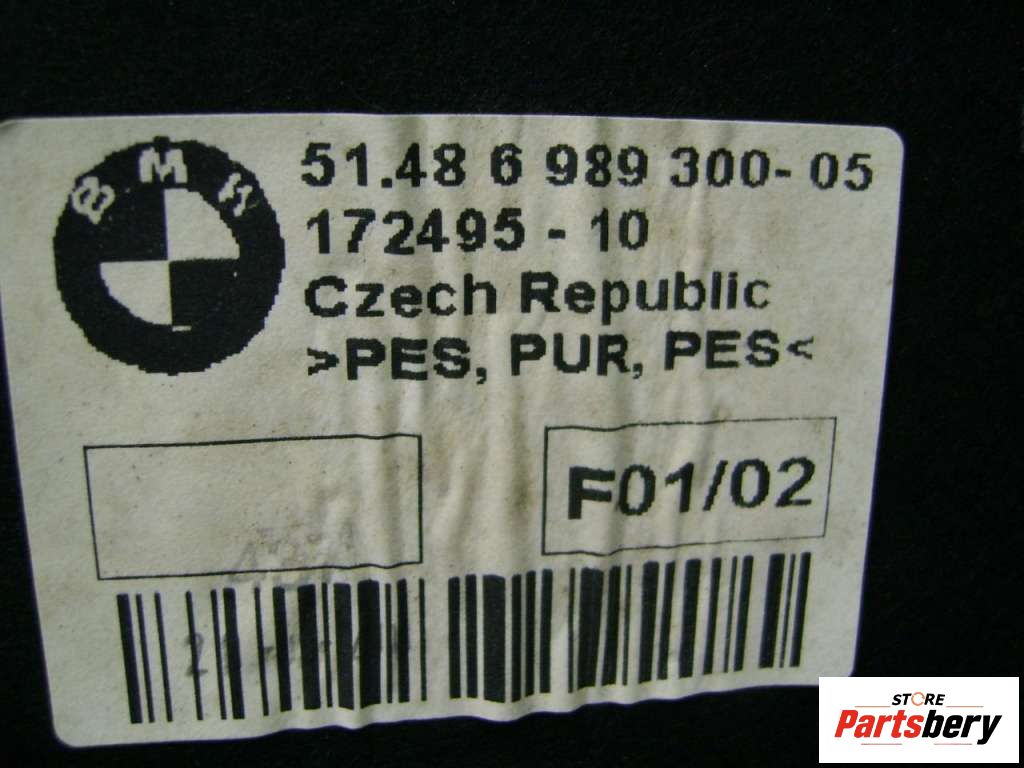 BMW
51.48 6 989 300-05
172495-10
Czech Republic
>PES, PUR, PES<
F01/02
STORE
Partsbery